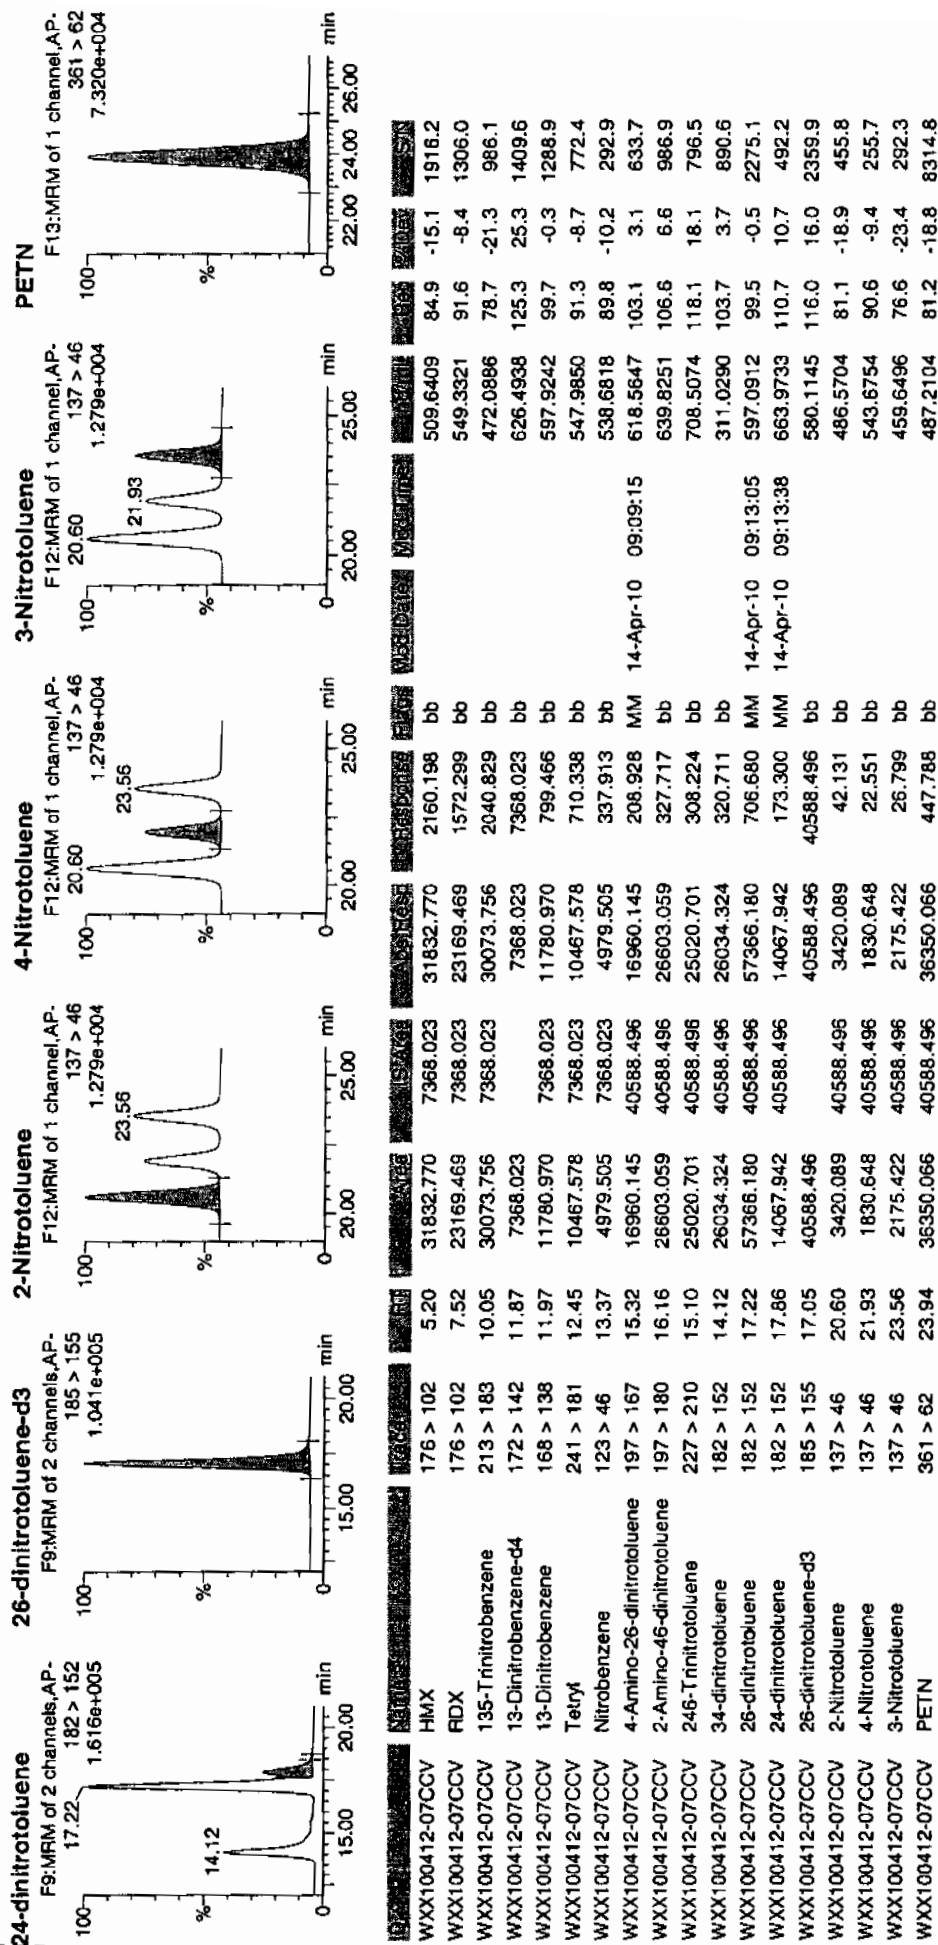 24-dinitrotoluene
F9:MRM of 2 channels,AP-
182 > 152
1.616e+005
100
17.22
14.12
%
0
15.00 20.00 min
26-dinitrotoluene-d3
F9:MRM of 2 channels,AP-
185 > 155
1.041e+005
100
%
0
15.00 20.00 min
2-Nitrotoluene
F12:MRM of 1 channel,AP-
137 > 46
1.279e+004
100
23.56
%
0
20.00 25.00 min
4-Nitrotoluene
F12:MRM of 1 channel,AP-
20.60 137 > 46
1.279e+004
100
23.56
%
0
20.00 25.00 min
3-Nitrotoluene
F12:MRM of 1 channel,AP-
20.60 137 > 46
1.279e+004
100
21.93
%
0
20.00 25.00 min
PETN
F13:MRM of 1 channel,AP-
361 > 62
7.320e+004
100
%
0
22.00 24.00 26.00 min
Name Trace RT Area IS Area Abs.Resp Response Flags Mod.Date Mod.Time %Rec %Dev S/N
WXX100412-07CCV HMX 176 > 102 5.20 31832.770 7368.023 31832.770 2160.198 bb 509.6409 84.9 -15.1 1916.2
WXX100412-07CCV RDX 176 > 102 7.52 23169.469 7368.023 23169.469 1572.299 bb 549.3321 91.6 -8.4 1306.0
WXX100412-07CCV 135-Trinitrobenzene 213 > 183 10.05 30073.756 7368.023 30073.756 2040.829 bb 472.0886 78.7 -21.3 986.1
WXX100412-07CCV 13-Dinitrobenzene-d4 172 > 142 11.87 7368.023 7368.023 7368.023 bb 626.4938 125.3 25.3 1409.6
WXX100412-07CCV 13-Dinitrobenzene 168 > 138 11.97 11780.970 7368.023 11780.970 799.466 bb 597.9242 99.7 -0.3 1288.9
WXX100412-07CCV Tetryl 241 > 181 12.45 10467.578 7368.023 10467.578 710.338 bb 547.9850 91.3 -8.7 772.4
WXX100412-07CCV Nitrobenzene 123 > 46 13.37 4979.505 7368.023 4979.505 337.913 bb 538.6818 89.8 -10.2 292.9
WXX100412-07CCV 4-Amino-26-dinitrotoluene 197 > 167 15.32 16960.145 40588.496 16960.145 208.928 MM 14-Apr-10 09:09:15 618.5647 103.1 3.1 633.7
WXX100412-07CCV 2-Amino-46-dinitrotoluene 197 > 180 16.16 26603.059 40588.496 26603.059 327.717 bb 639.8251 106.6 6.6 986.9
WXX100412-07CCV 246-Trinitrotoluene 227 > 210 15.10 25020.701 40588.496 25020.701 308.224 bb 708.5074 118.1 18.1 796.5
WXX100412-07CCV 34-dinitrotoluene 182 > 152 14.12 26034.324 40588.496 26034.324 320.711 bb 311.0290 103.7 3.7 890.6
WXX100412-07CCV 26-dinitrotoluene 182 > 152 17.22 57366.180 40588.496 57366.180 706.680 MM 14-Apr-10 09:13:05 597.0912 99.5 -0.5 2275.1
WXX100412-07CCV 24-dinitrotoluene 182 > 152 17.86 14067.942 40588.496 14067.942 173.300 MM 14-Apr-10 09:13:38 663.9733 110.7 10.7 492.2
WXX100412-07CCV 26-dinitrotoluene-d3 185 > 155 17.05 40588.496 40588.496 40588.496 bb 580.1145 116.0 16.0 2359.9
WXX100412-07CCV 2-Nitrotoluene 137 > 46 20.60 3420.089 40588.496 3420.089 42.131 bb 486.5704 81.1 -18.9 455.8
WXX100412-07CCV 4-Nitrotoluene 137 > 46 21.93 1830.648 40588.496 1830.648 22.551 bb 543.6754 90.6 -9.4 255.7
WXX100412-07CCV 3-Nitrotoluene 137 > 46 23.56 2175.422 40588.496 2175.422 26.799 bb 459.6496 76.6 -23.4 292.3
WXX100412-07CCV PETN 361 > 62 23.94 36350.066 40588.496 36350.066 447.788 bb 487.2104 81.2 -18.8 8314.8